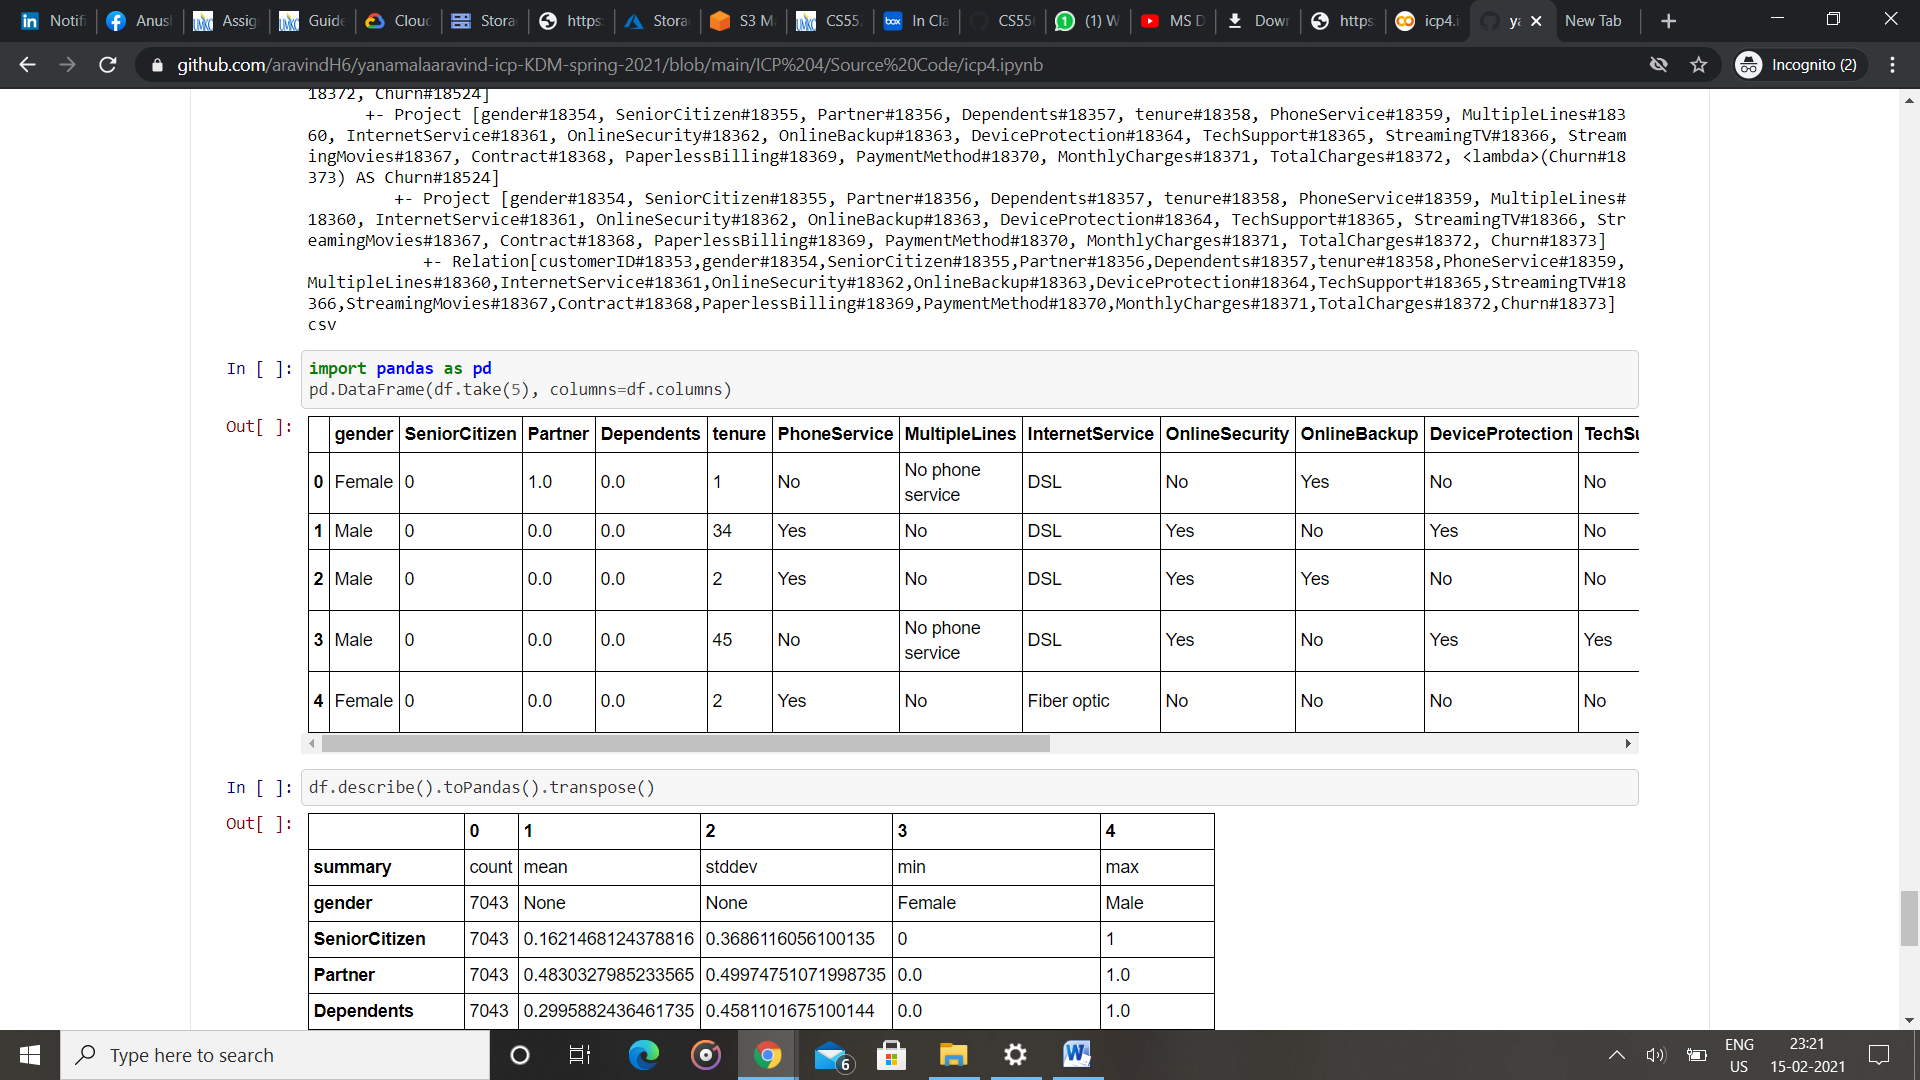 Notifi
Anush
Assig
Guide
Cloud
Stora
https
Stora
S3 M
CS552
In Cla
CS55
(1) W
MS D
Dow
https
icp4.i
ya
New Tab
github.com/aravindH6/yanamalaaravind-icp-KDM-spring-2021/blob/main/ICP%204/Source%20Code/icp4.ipynb
Incognito (2)
18372, Churn#18524]
+- Project [gender#18354, SeniorCitizen#18355, Partner#18356, Dependents#18357, tenure#18358, PhoneService#18359, MultipleLines#183
60, InternetService#18361, OnlineSecurity#18362, OnlineBackup#18363, DeviceProtection#18364, TechSupport#18365, StreamingTV#18366, Stream
ingMovies#18367, Contract#18368, PaperlessBilling#18369, PaymentMethod#18370, MonthlyCharges#18371, TotalCharges#18372, <lambda>(Churn#18
373) AS Churn#18524]
+- Project [gender#18354, SeniorCitizen#18355, Partner#18356, Dependents#18357, tenure#18358, PhoneService#18359, MultipleLines#
18360, InternetService#18361, OnlineSecurity#18362, OnlineBackup#18363, DeviceProtection#18364, TechSupport#18365, StreamingTV#18366, Str
eamingMovies#18367, Contract#18368, PaperlessBilling#18369, PaymentMethod#18370, MonthlyCharges#18371, TotalCharges#18372, Churn#18373]
+- Relation[customerID#18353,gender#18354,SeniorCitizen#18355,Partner#18356,Dependents#18357,tenure#18358,PhoneService#18359,
MultipleLines#18360,InternetService#18361,OnlineSecurity#18362,OnlineBackup#18363,DeviceProtection#18364,TechSupport#18365,StreamingTV#18
366,StreamingMovies#18367,Contract#18368,PaperlessBilling#18369,PaymentMethod#18370,MonthlyCharges#18371,TotalCharges#18372,Churn#18373]
csv
In [ ]: import pandas as pd
pd.DataFrame(df.take(5), columns=df.columns)
Out[ ]:
gender SeniorCitizen Partner Dependents tenure PhoneService MultipleLines InternetService OnlineSecurity OnlineBackup DeviceProtection TechSu
0 Female 0 1.0 0.0 1 No No phone service DSL No Yes No No
1 Male 0 0.0 0.0 34 Yes No DSL Yes No Yes No
2 Male 0 0.0 0.0 2 Yes No DSL Yes Yes No No
3 Male 0 0.0 0.0 45 No No phone service DSL Yes No Yes Yes
4 Female 0 0.0 0.0 2 Yes No Fiber optic No No No No
In [ ]: df.describe().toPandas().transpose()
Out[ ]:
0 1 2 3 4
summary count mean stddev min max
gender 7043 None None Female Male
SeniorCitizen 7043 0.1621468124378816 0.3686116056100135 0 1
Partner 7043 0.4830327985233565 0.49974751071998735 0.0 1.0
Dependents 7043 0.2995882436461735 0.4581101675100144 0.0 1.0
Type here to search
6
ENG
US
23:21
15-02-2021